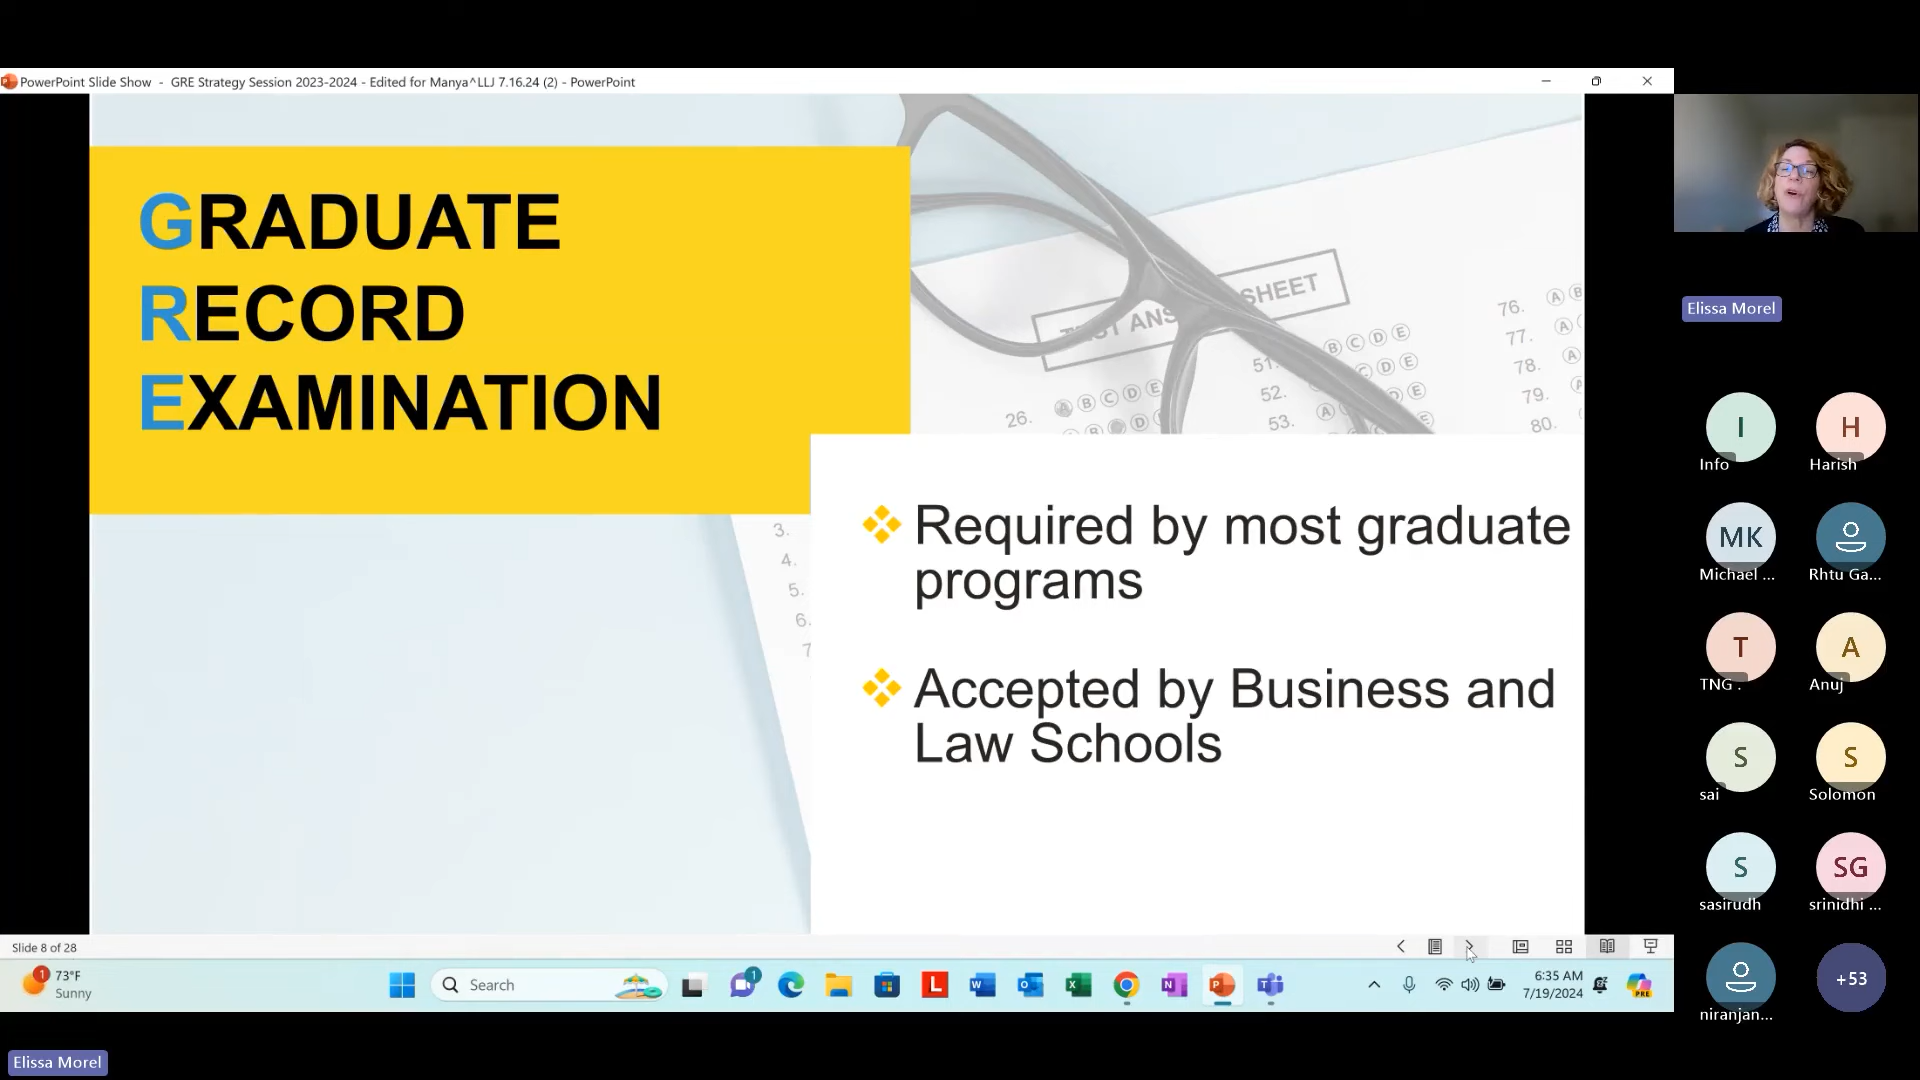 PowerPoint Slide Show - GRE Strategy Session 2023-2024 - Edited for Manya^LLJ 7.16.24 (2) - PowerPoint
GRADUATE
RECORD
EXAMINATION
SHEET
76.
77.
78.
79.
80.
51.
52.
53.
26.
A B C D E
B C D E
C D E
3.
4.
5.
6.
7
❖ Required by most graduate
programs
❖ Accepted by Business and
Law Schools
Elissa Morel
I
Info
H
Harish
MK
Michael ...
Rhtu Ga...
T
TNG .
A
Anuj
S
sai
S
Solomon
S
sasirudh
SG
srinidhi ...
niranjan...
+53
Slide 8 of 28
1
73°F
Sunny
Search
1
6:35 AM
7/19/2024
PRE
Elissa Morel